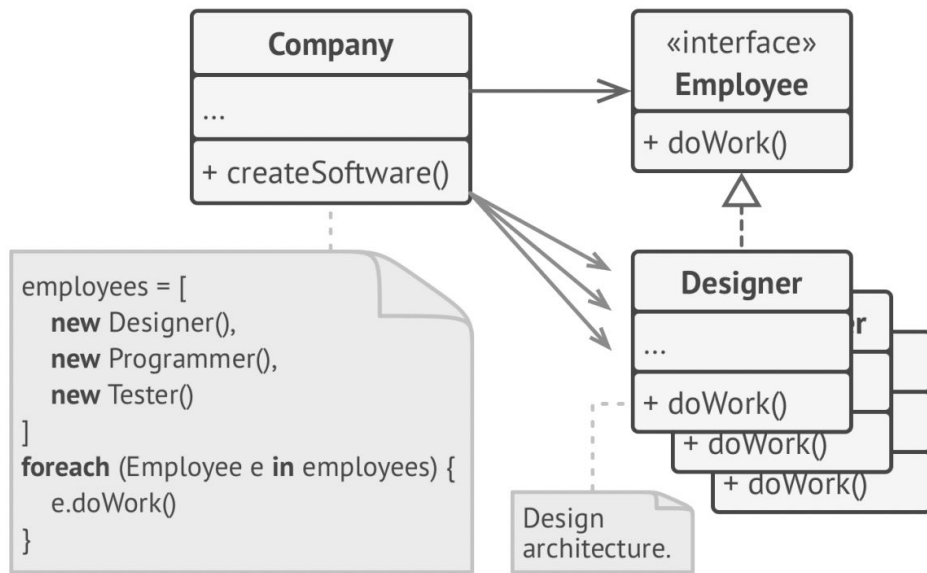 Company
...
+ createSoftware()
«interface»
Employee
+ doWork()
employees = [
new Designer(),
new Programmer(),
new Tester()
]
foreach (Employee e in employees) {
e.doWork()
}
Designer
...
+ doWork()
er
+ doWork()
+ doWork()
Design
architecture.